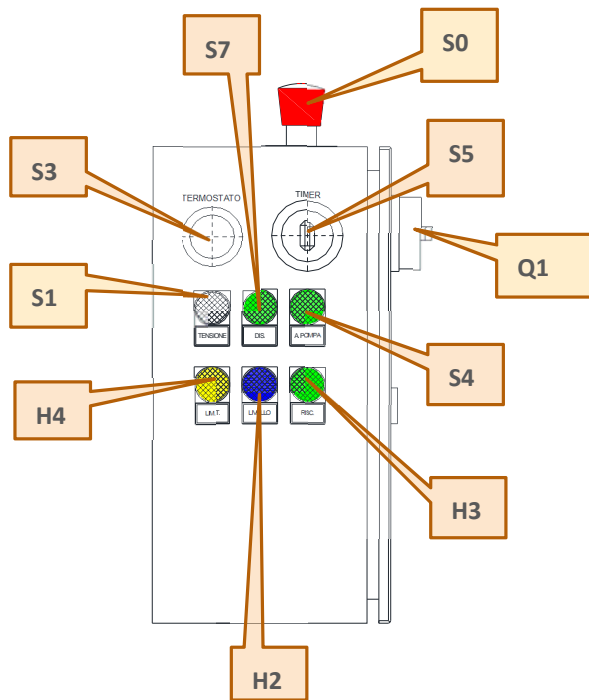 S7
S0
S3
S5
TERMOSTATO
TIMER
S1
Q1
TENSIONE
DIS.
A.POMPA
S4
H4
LIM.T.
LIVELLO
RISC.
H3
H2